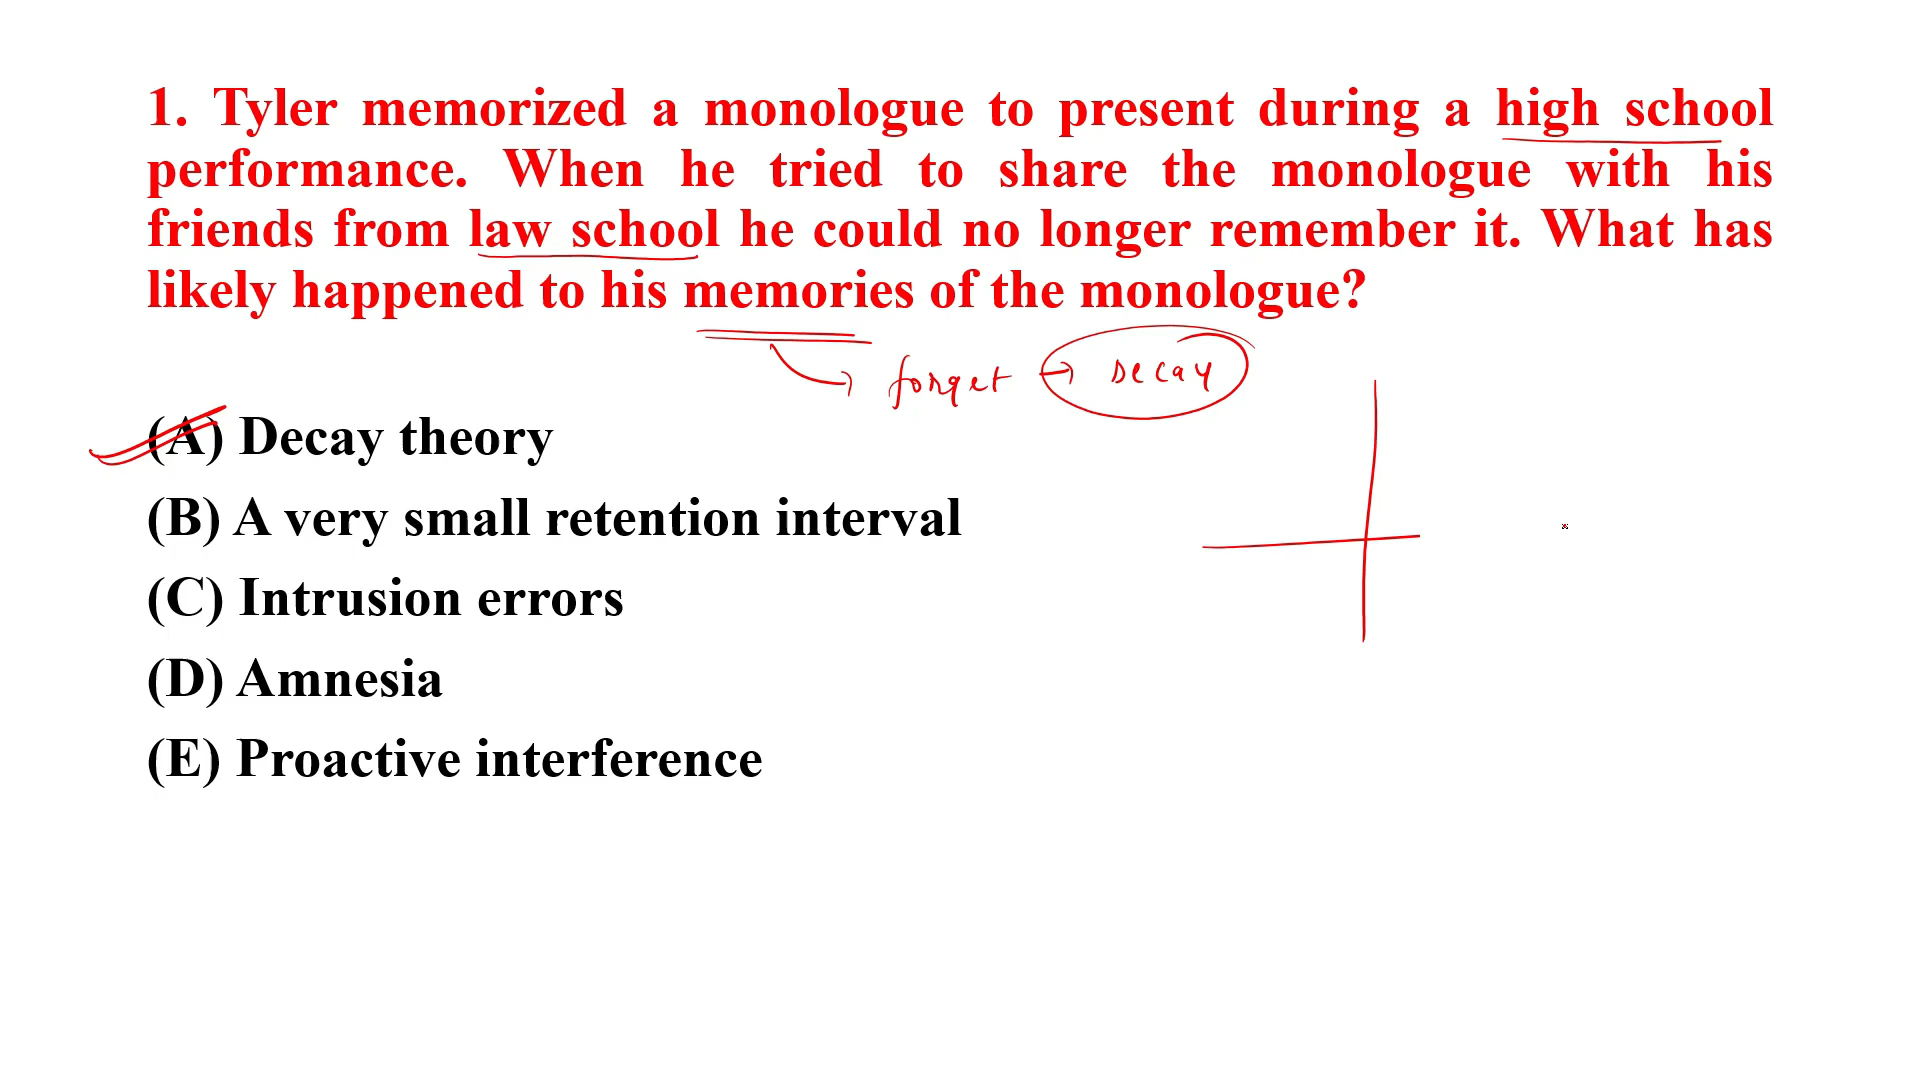 1. Tyler memorized a monologue to present during a high school
performance. When he tried to share the monologue with his
friends from law school he could no longer remember it. What has
likely happened to his memories of the monologue?
forget → Decay
(A) Decay theory
(B) A very small retention interval
(C) Intrusion errors
(D) Amnesia
(E) Proactive interference